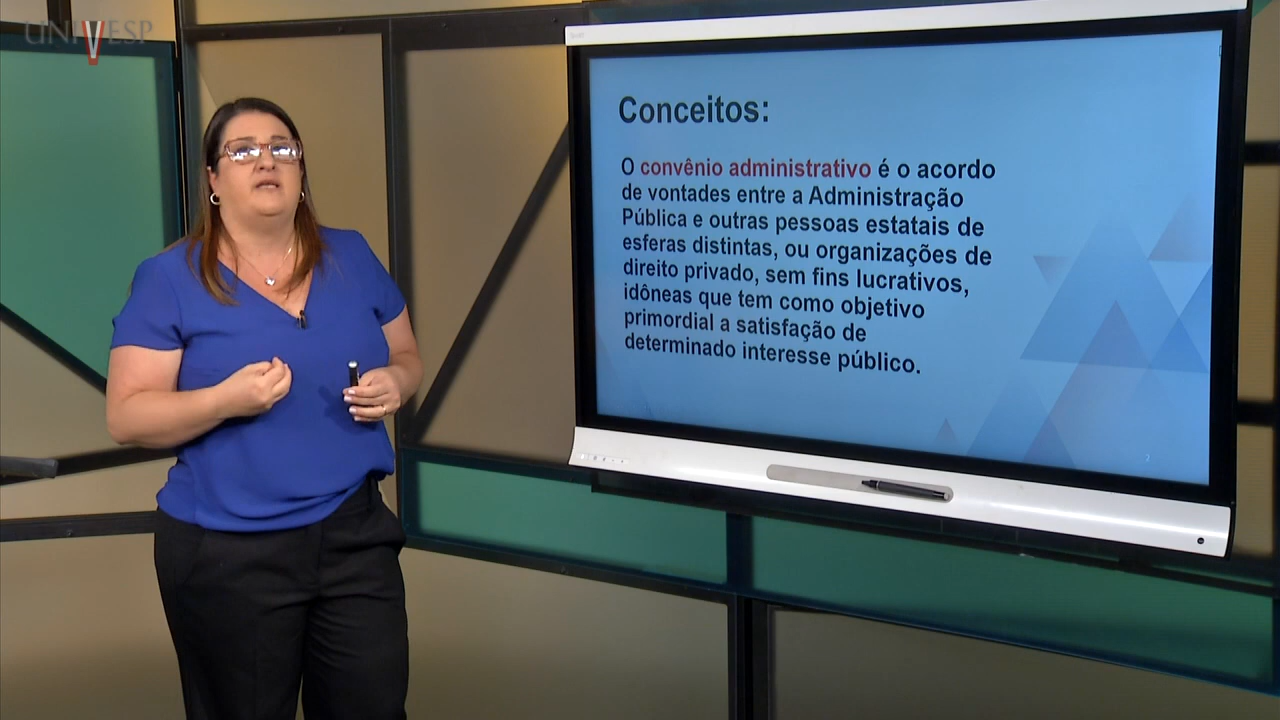 UNIVESP
Conceitos:
O convênio administrativo é o acordo
de vontades entre a Administração
Pública e outras pessoas estatais de
esferas distintas, ou organizações de
direito privado, sem fins lucrativos,
idôneas que tem como objetivo
primordial a satisfação de
determinado interesse público.
2